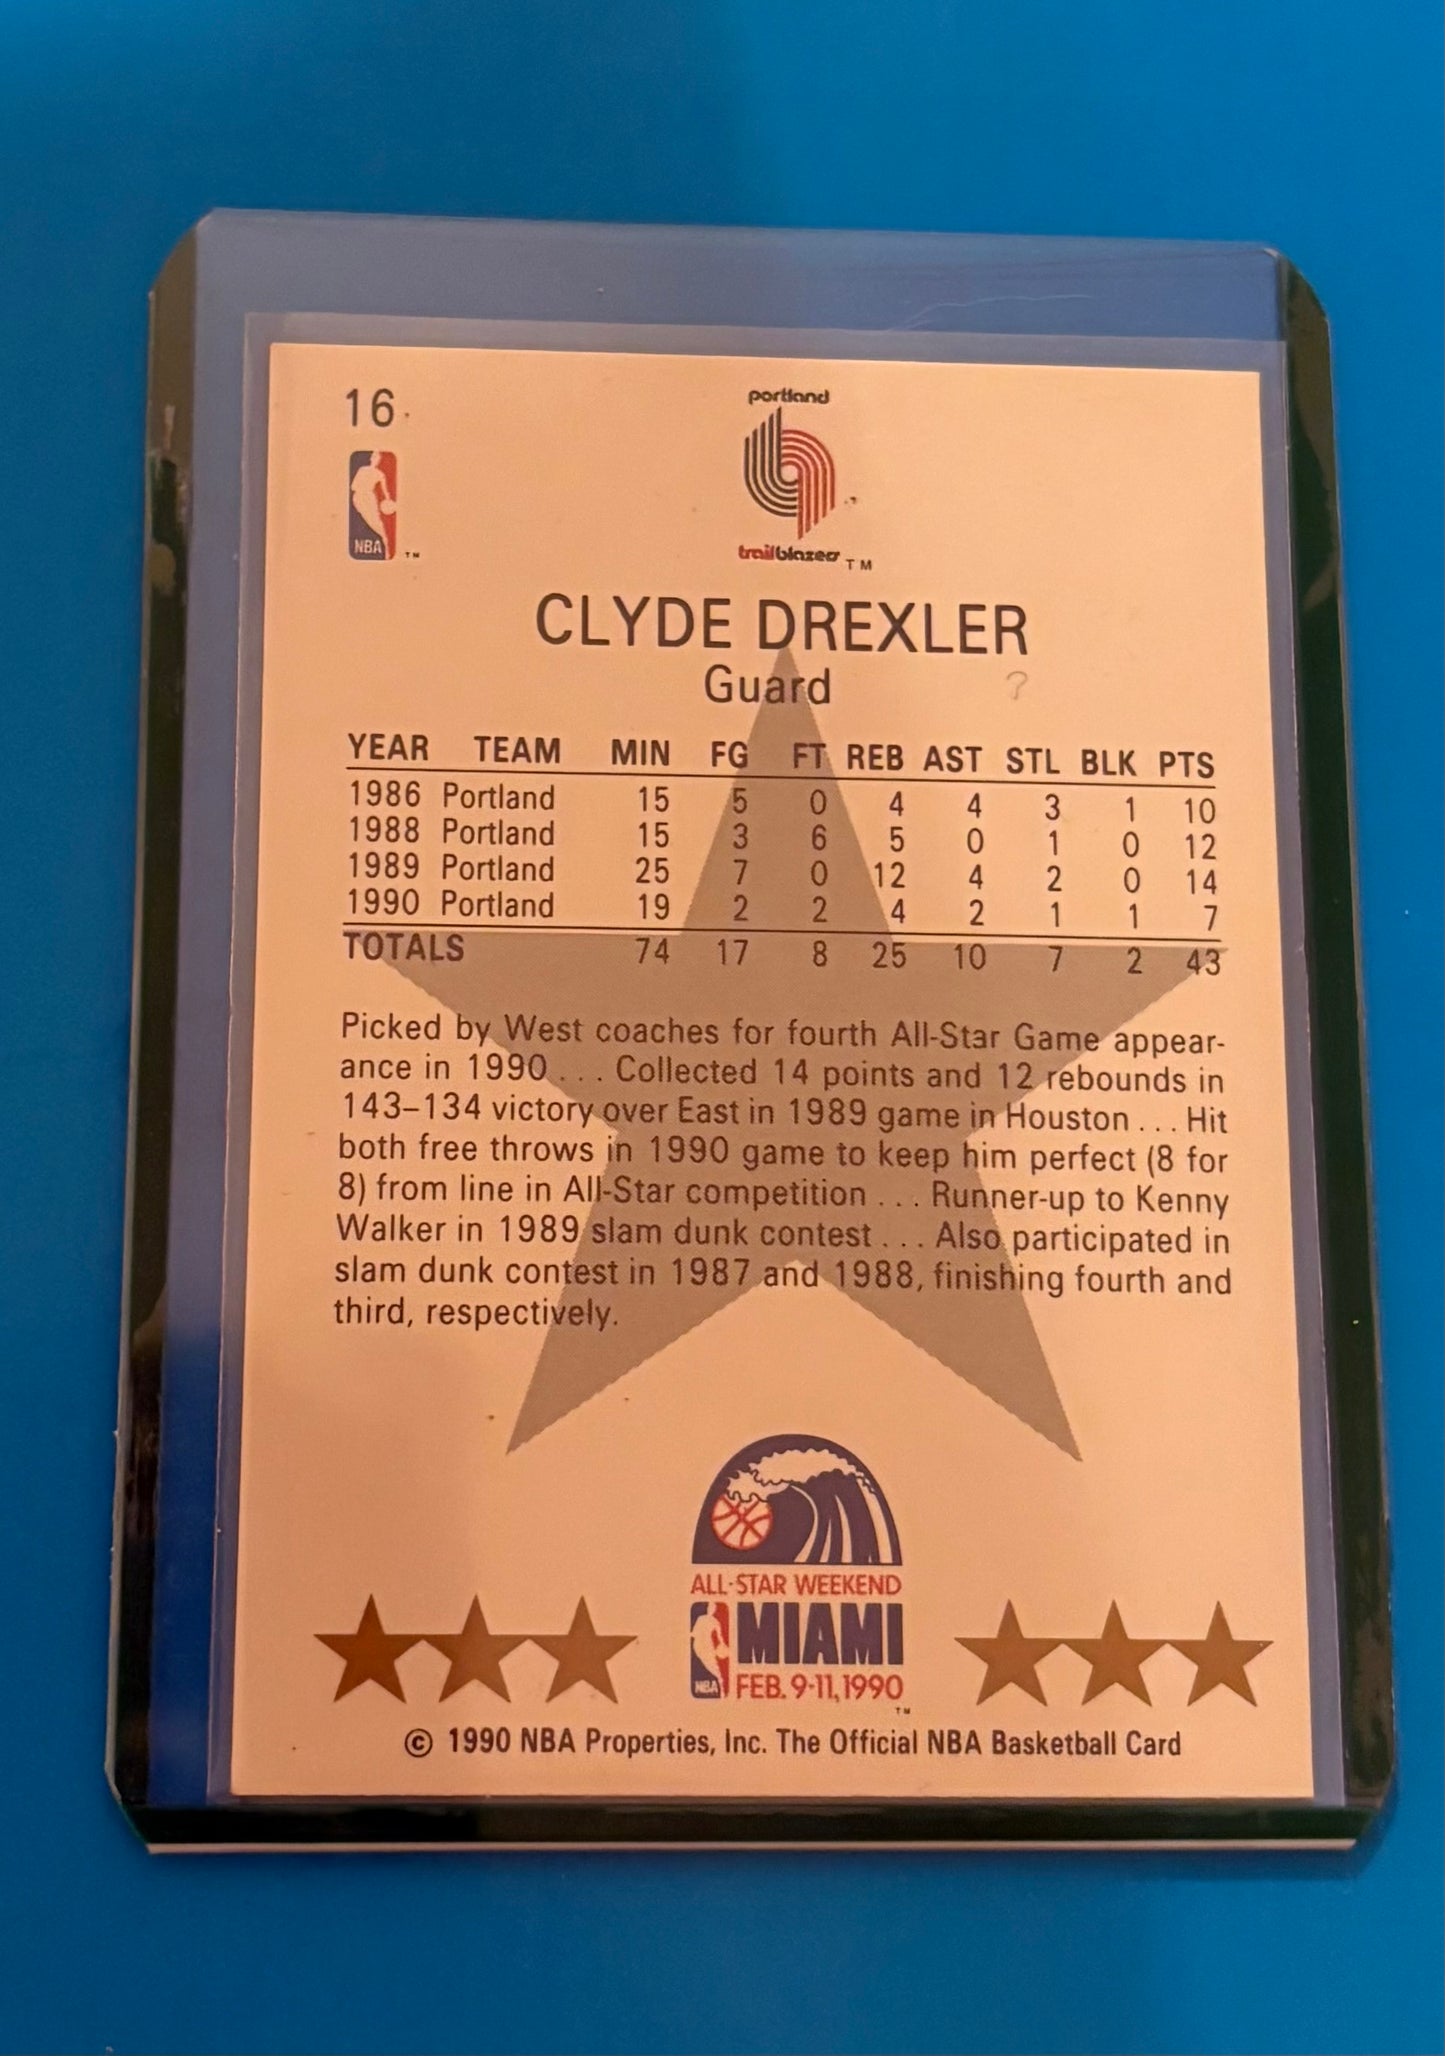 16
portland
NBA
TM
trailblazers TM
CLYDE DREXLER
Guard
?
YEAR TEAM MIN FG FT REB AST STL BLK PTS
1986 Portland 15 5 0 4 4 3 1 10
1988 Portland 15 3 6 5 0 1 0 12
1989 Portland 25 7 0 12 4 2 0 14
1990 Portland 19 2 2 4 2 1 1 7
TOTALS 74 17 8 25 10 7 2 43
Picked by West coaches for fourth All-Star Game appear-
ance in 1990 . . . Collected 14 points and 12 rebounds in
143–134 victory over East in 1989 game in Houston . . . Hit
both free throws in 1990 game to keep him perfect (8 for
8) from line in All-Star competition . . . Runner-up to Kenny
Walker in 1989 slam dunk contest . . . Also participated in
slam dunk contest in 1987 and 1988, finishing fourth and
third, respectively.
ALL-STAR WEEKEND
MIAMI
NBA FEB. 9-11, 1990
TM
© 1990 NBA Properties, Inc. The Official NBA Basketball Card